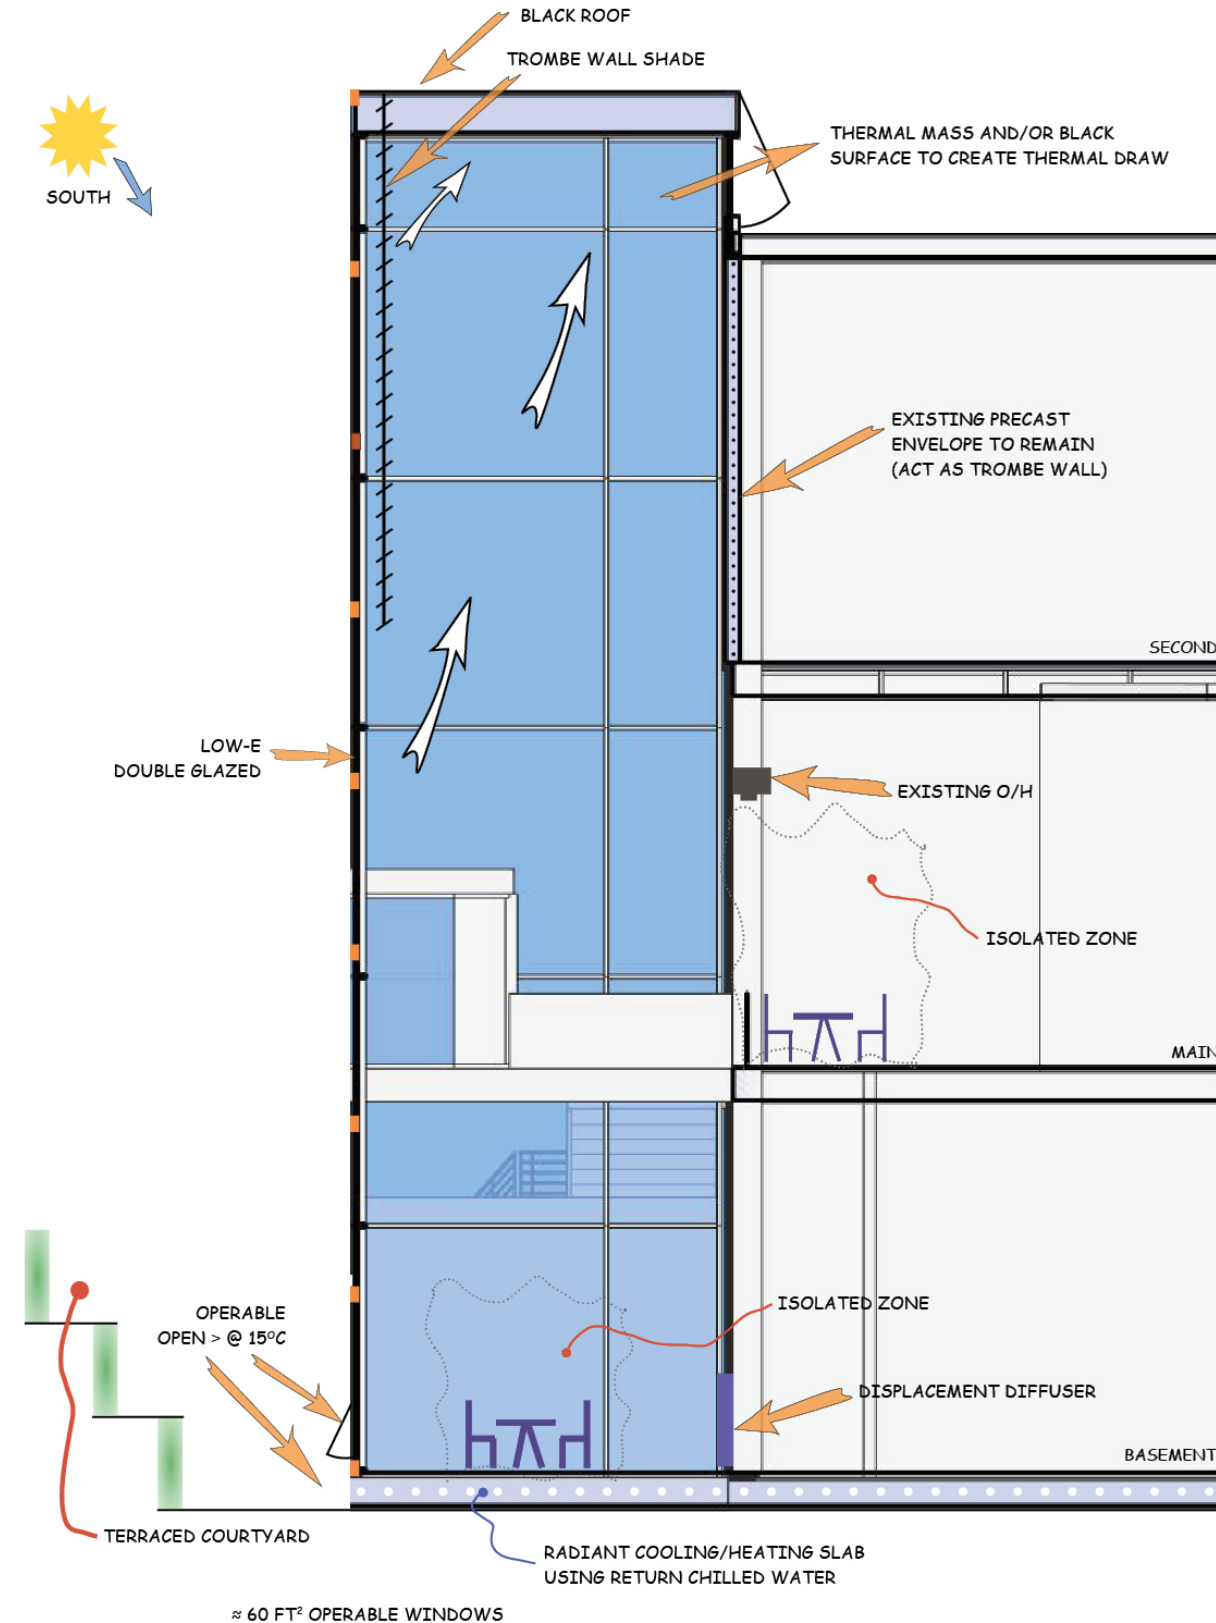 BLACK ROOF
TROMBE WALL SHADE
THERMAL MASS AND/OR BLACK
SURFACE TO CREATE THERMAL DRAW
SOUTH
EXISTING PRECAST
ENVELOPE TO REMAIN
(ACT AS TROMBE WALL)
SECOND
LOW-E
DOUBLE GLAZED
EXISTING O/H
ISOLATED ZONE
MAIN
ISOLATED ZONE
OPERABLE
OPEN > @ 15°C
DISPLACEMENT DIFFUSER
BASEMENT
TERRACED COURTYARD
RADIANT COOLING/HEATING SLAB
USING RETURN CHILLED WATER
≈ 60 FT² OPERABLE WINDOWS